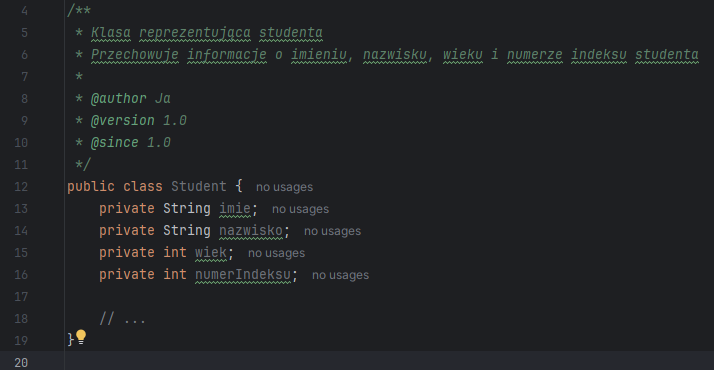 4 /**
5 * Klasa reprezentująca studenta
6 * Przechowuje informacje o imieniu, nazwisku, wieku i numerze indeksu studenta
7 *
8 * @author Ja
9 * @version 1.0
10 * @since 1.0
11 */
12 public class Student { no usages
13 private String imie; no usages
14 private String nazwisko; no usages
15 private int wiek; no usages
16 private int numerIndeksu; no usages
17
18 // ...
19 }
20